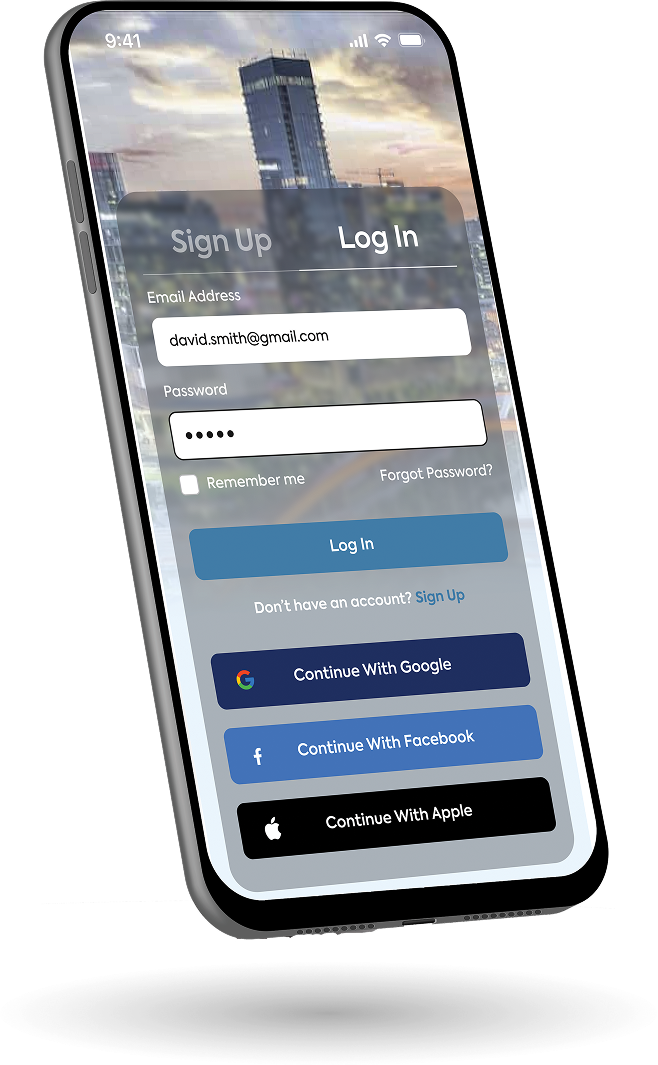 9:41
Sign Up
Log In
Email Address
david.smith@gmail.com
Password
•••••
Remember me
Forgot Password?
Log In
Don't have an account? Sign Up
Continue With Google
Continue With Facebook
Continue With Apple